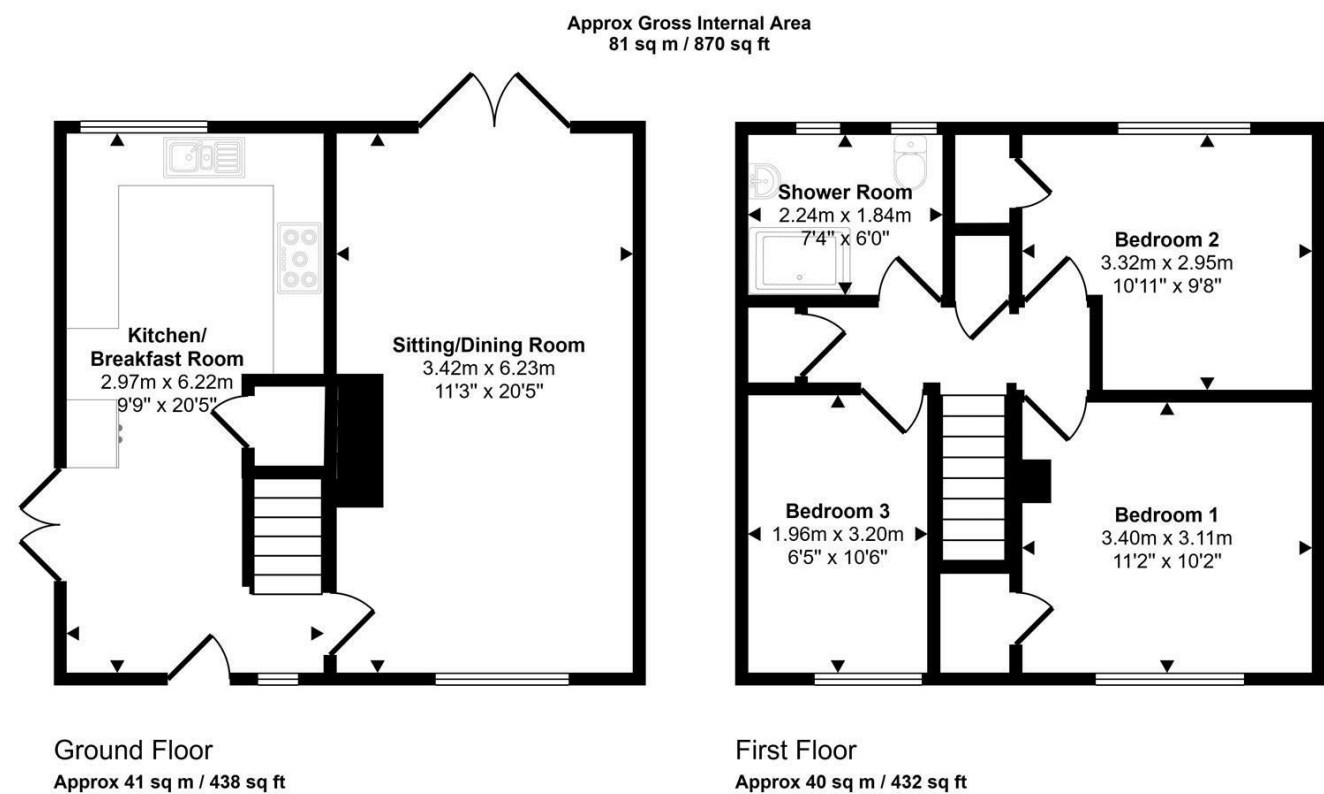 Approx Gross Internal Area
81 sq m / 870 sq ft
Kitchen/
Breakfast Room
2.97m x 6.22m
9'9" x 20'5"
Sitting/Dining Room
3.42m x 6.23m
11'3" x 20'5"
Ground Floor
Approx 41 sq m / 438 sq ft
Shower Room
2.24m x 1.84m
7'4" x 6'0"
Bedroom 2
3.32m x 2.95m
10'11" x 9'8"
Bedroom 3
1.96m x 3.20m
6'5" x 10'6"
Bedroom 1
3.40m x 3.11m
11'2" x 10'2"
First Floor
Approx 40 sq m / 432 sq ft